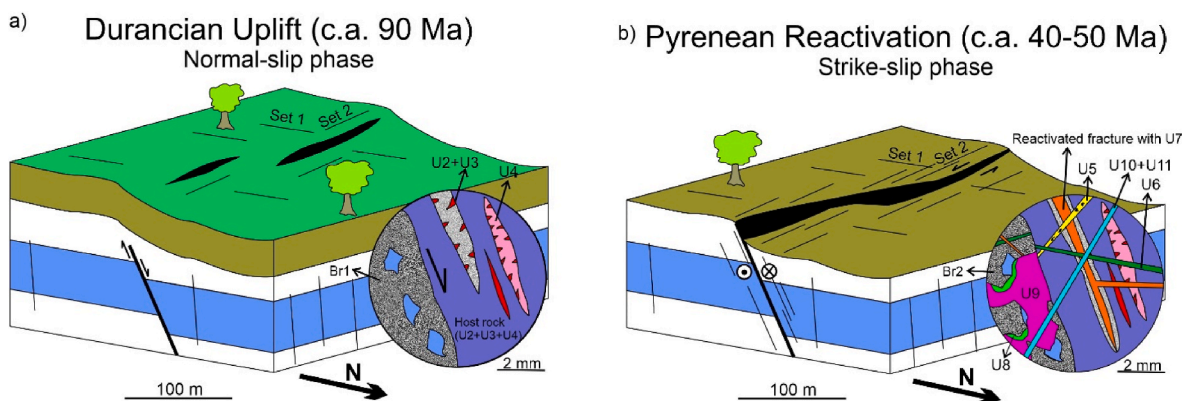 a) Durancian Uplift (c.a. 90 Ma)
Normal-slip phase
Set 1
Set 2
U2+U3
U4
Br1
Host rock
(U2+U3+U4)
2 mm
N
100 m
b) Pyrenean Reactivation (c.a. 40-50 Ma)
Strike-slip phase
Reactivated fracture with U7
Set 1
Set 2
U5
U10+U11
U6
Br2
U9
U8
2 mm
N
100 m